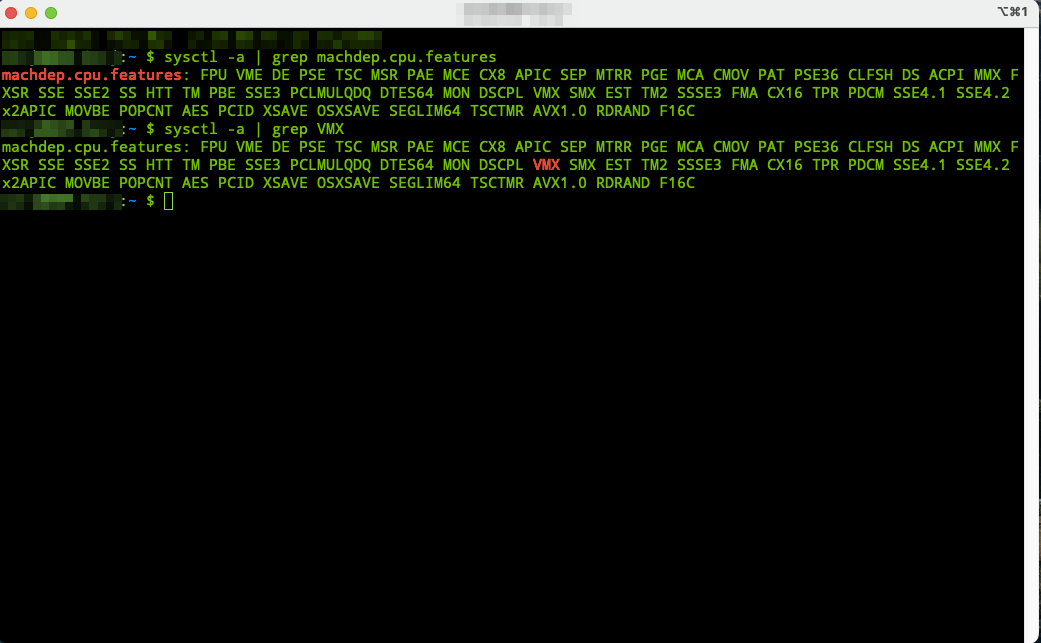 ⌥⌘1
:~ $ sysctl -a | grep machdep.cpu.features
machdep.cpu.features: FPU VME DE PSE TSC MSR PAE MCE CX8 APIC SEP MTRR PGE MCA CMOV PAT PSE36 CLFSH DS ACPI MMX F
XSR SSE SSE2 SS HTT TM PBE SSE3 PCLMULQDQ DTES64 MON DSCPL VMX SMX EST TM2 SSSE3 FMA CX16 TPR PDCM SSE4.1 SSE4.2
x2APIC MOVBE POPCNT AES PCID XSAVE OSXSAVE SEGLIM64 TSCTMR AVX1.0 RDRAND F16C
:~ $ sysctl -a | grep VMX
machdep.cpu.features: FPU VME DE PSE TSC MSR PAE MCE CX8 APIC SEP MTRR PGE MCA CMOV PAT PSE36 CLFSH DS ACPI MMX F
XSR SSE SSE2 SS HTT TM PBE SSE3 PCLMULQDQ DTES64 MON DSCPL VMX SMX EST TM2 SSSE3 FMA CX16 TPR PDCM SSE4.1 SSE4.2
x2APIC MOVBE POPCNT AES PCID XSAVE OSXSAVE SEGLIM64 TSCTMR AVX1.0 RDRAND F16C
:~ $